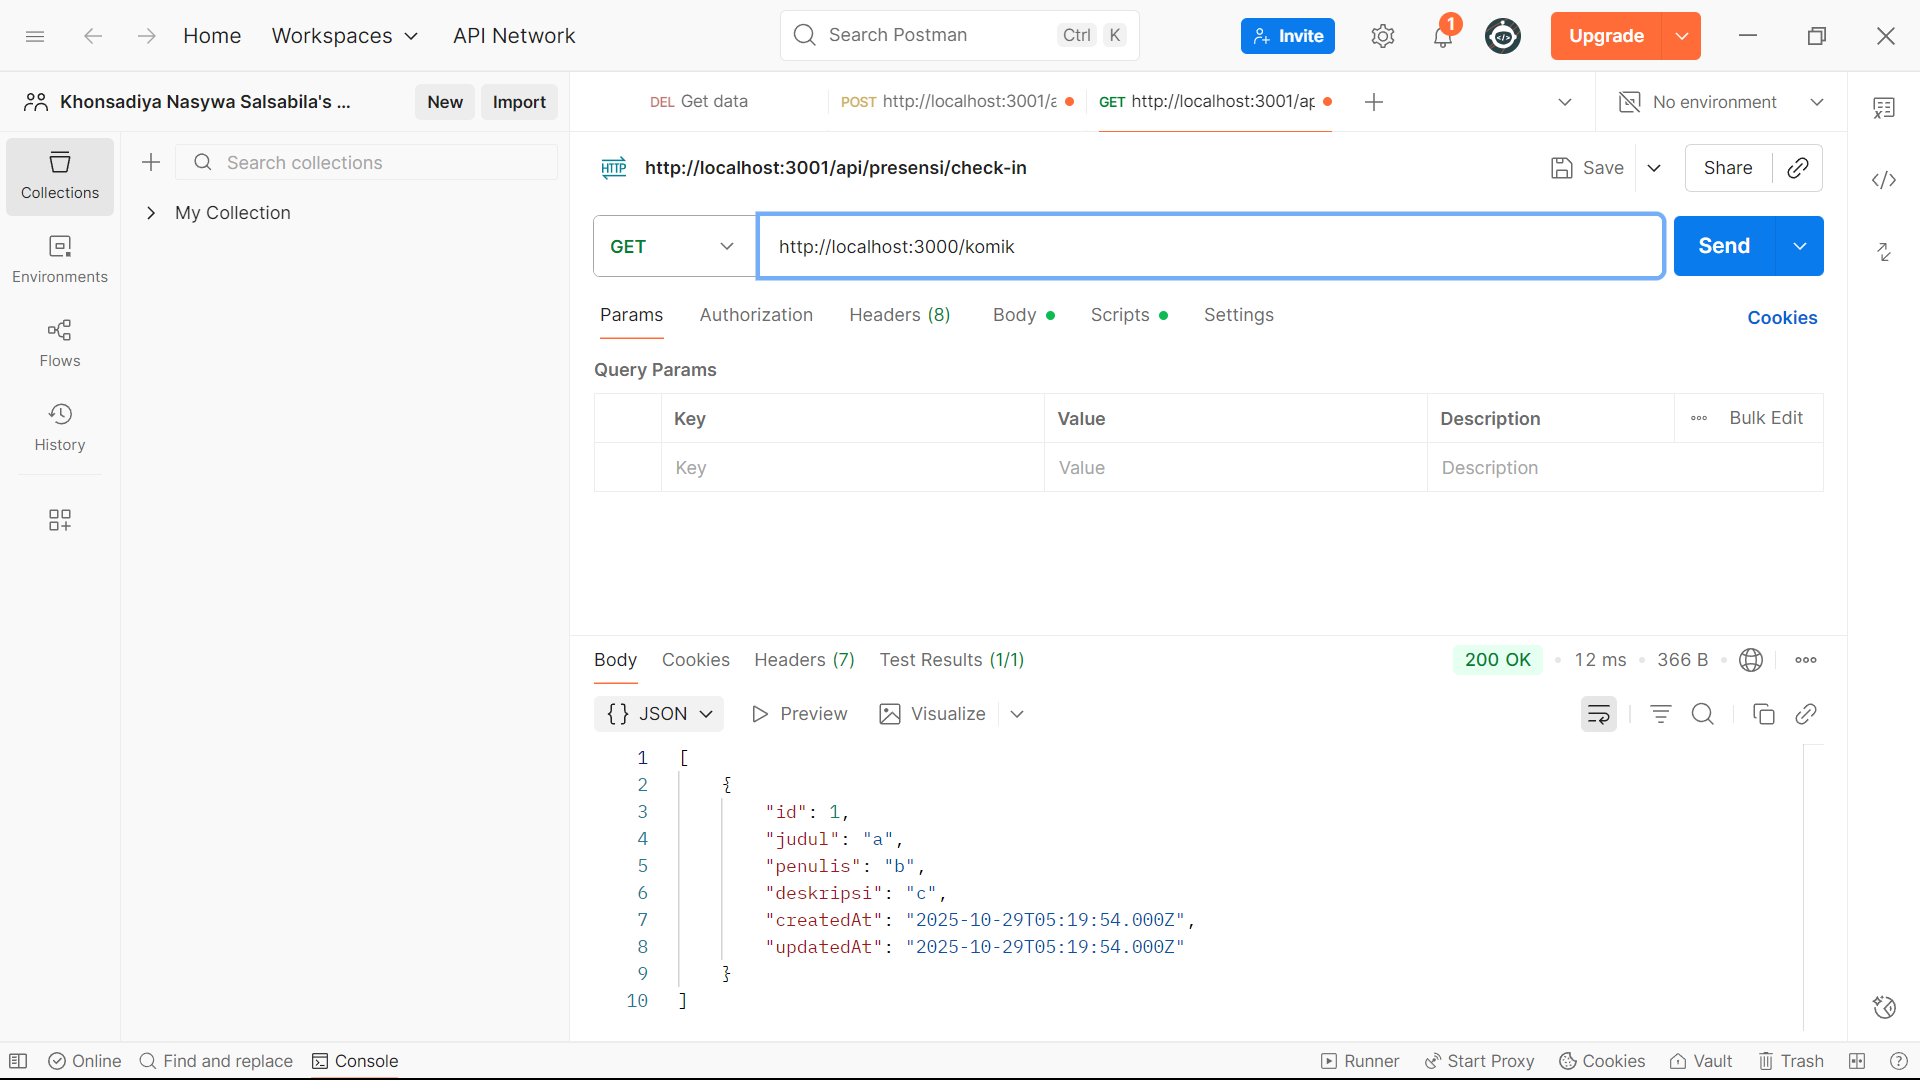 Home Workspaces API Network Search Postman Ctrl K Invite 1 Upgrade
Khonsadiya Nasywa Salsabila's ... New Import DEL Get data POST http://localhost:3001/a GET http://localhost:3001/ap No environment
Collections
Search collections
HTTP http://localhost:3001/api/presensi/check-in Save Share
My Collection
GET http://localhost:3000/komik Send
Environments
Params Authorization Headers (8) Body Scripts Settings Cookies
Flows
Query Params
Key Value Description Bulk Edit
History
Key Value Description
Body Cookies Headers (7) Test Results (1/1) 200 OK • 12 ms • 366 B
{} JSON Preview Visualize
1 [
2 {
3 "id": 1,
4 "judul": "a",
5 "penulis": "b",
6 "deskripsi": "c",
7 "createdAt": "2025-10-29T05:19:54.000Z",
8 "updatedAt": "2025-10-29T05:19:54.000Z"
9 }
10 ]
Online Find and replace Console Runner Start Proxy Cookies Vault Trash